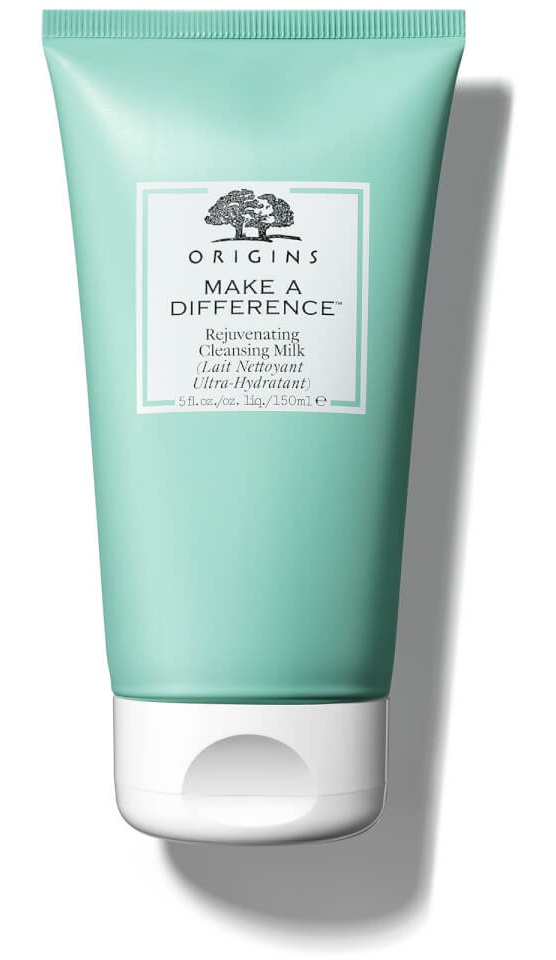 ORIGINS
MAKE A
DIFFERENCE™
Rejuvenating
Cleansing Milk
(Lait Nettoyant
Ultra-Hydratant)
5 fl.oz./oz. liq./150ml ℮